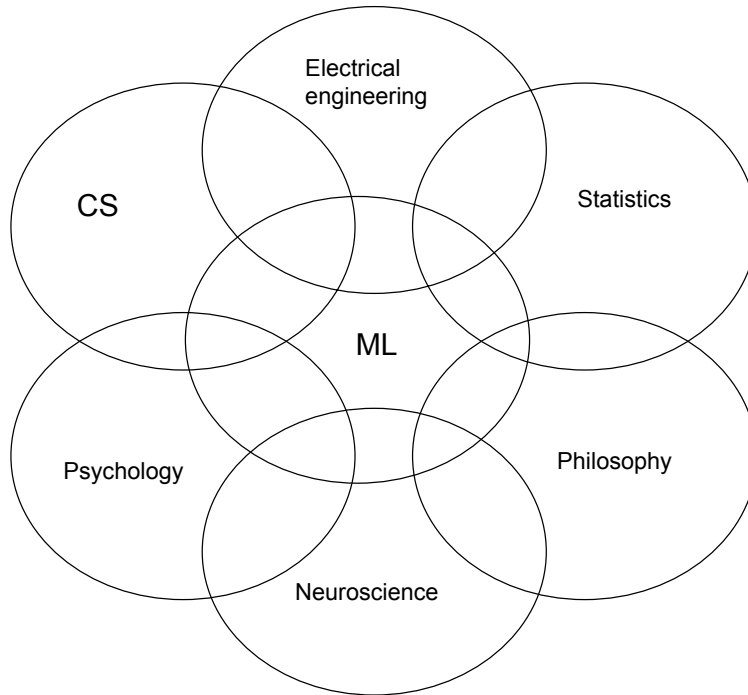 Electrical
engineering
CS
Statistics
ML
Psychology
Philosophy
Neuroscience